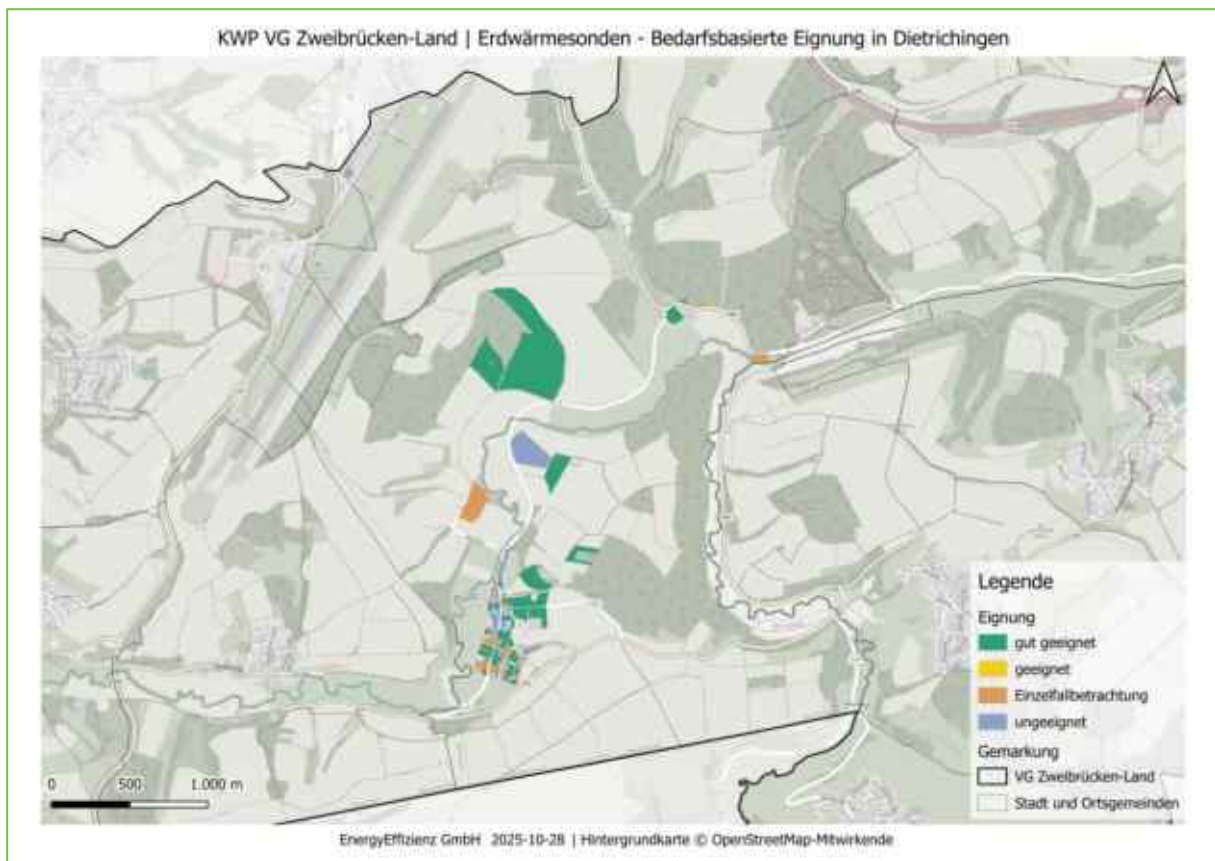 KWP VG Zweibrücken-Land | Erdwärmesonden - Bedarfsbasierte Eignung in Dietrichingen
Legende
Eignung
gut geeignet
geeignet
Einzelfallbetrachtung
ungeeignet
Gemarkung
VG Zweibrücken-Land
Stadt und Ortsgemeinden
0 500 1.000 m
EnergyEffizienz GmbH 2025-10-28 | Hintergrundkarte © OpenStreetMap-Mitwirkende